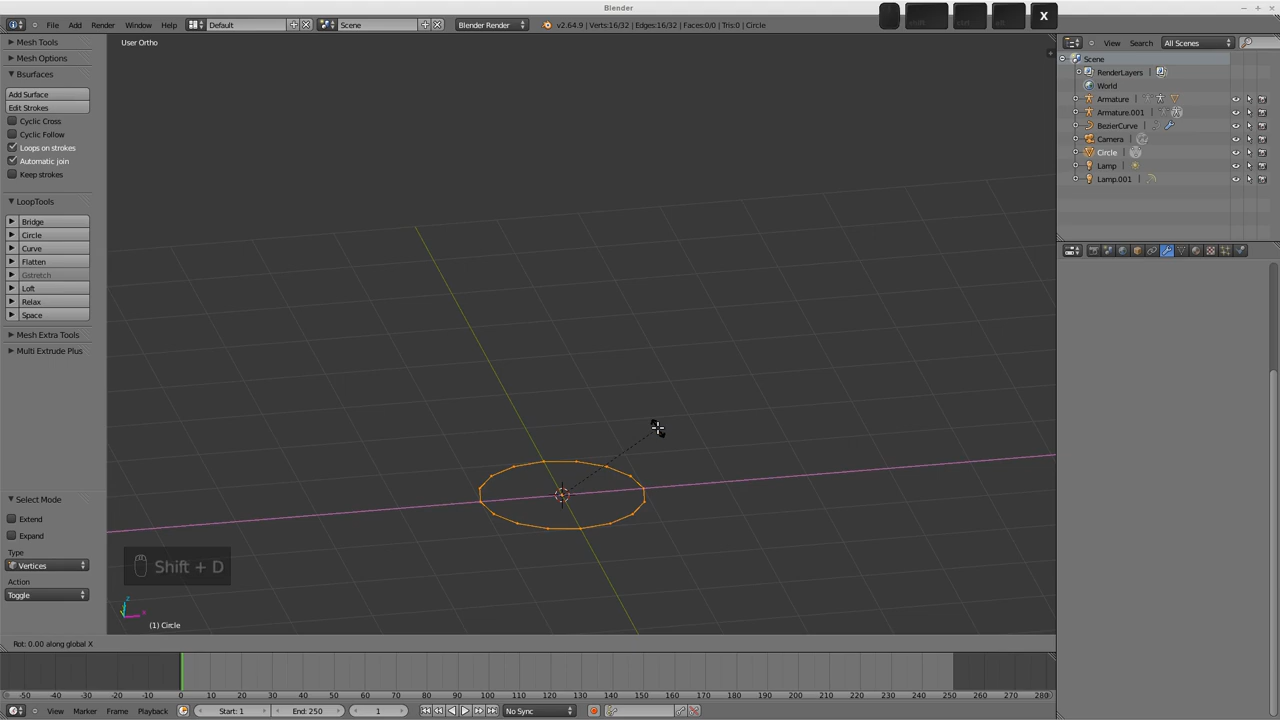 Blender
File Add Render Window Help Default Scene Blender Render v2.64.9 | Verts:16/32 | Edges:16/32 | Faces:0/0 | Tris:0 | Circle
shift ctrl alt X
Mesh Tools
Mesh Options
Bsurfaces
Add Surface
Edit Strokes
Cyclic Cross
Cyclic Follow
Loops on strokes
Automatic join
Keep strokes
LoopTools
Bridge
Circle
Curve
Flatten
Gstretch
Loft
Relax
Space
Mesh Extra Tools
Multi Extrude Plus
Select Mode
Extend
Expand
Type
Vertices
Action
Toggle
User Ortho
Shift + D
z
x
(1) Circle
Rot: 0.00 along global X
View Search All Scenes
Scene
RenderLayers |
World
Armature |
Armature.001 |
BezierCurve |
Camera |
Circle |
Lamp |
Lamp.001 |
-50 -40 -30 -20 -10 0 10 20 30 40 50 60 70 80 90 100 110 120 130 140 150 160 170 180 190 200 210 220 230 240 250 260 270 280
View Marker Frame Playback Start: 1 End: 250 1 No Sync